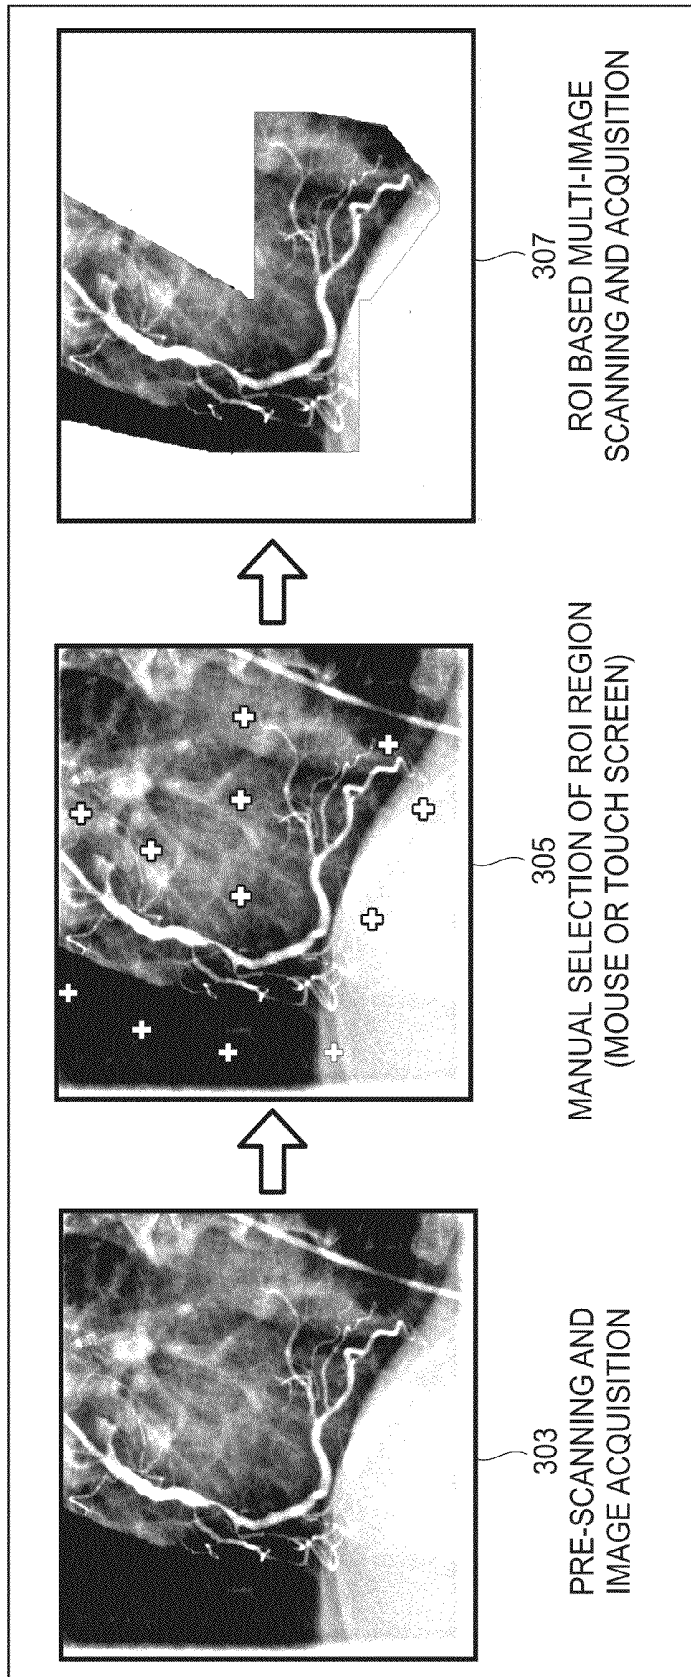 303
PRE-SCANNING AND
IMAGE ACQUISITION
305
MANUAL SELECTION OF ROI REGION
(MOUSE OR TOUCH SCREEN)
307
ROI BASED MULTI-IMAGE
SCANNING AND ACQUISITION